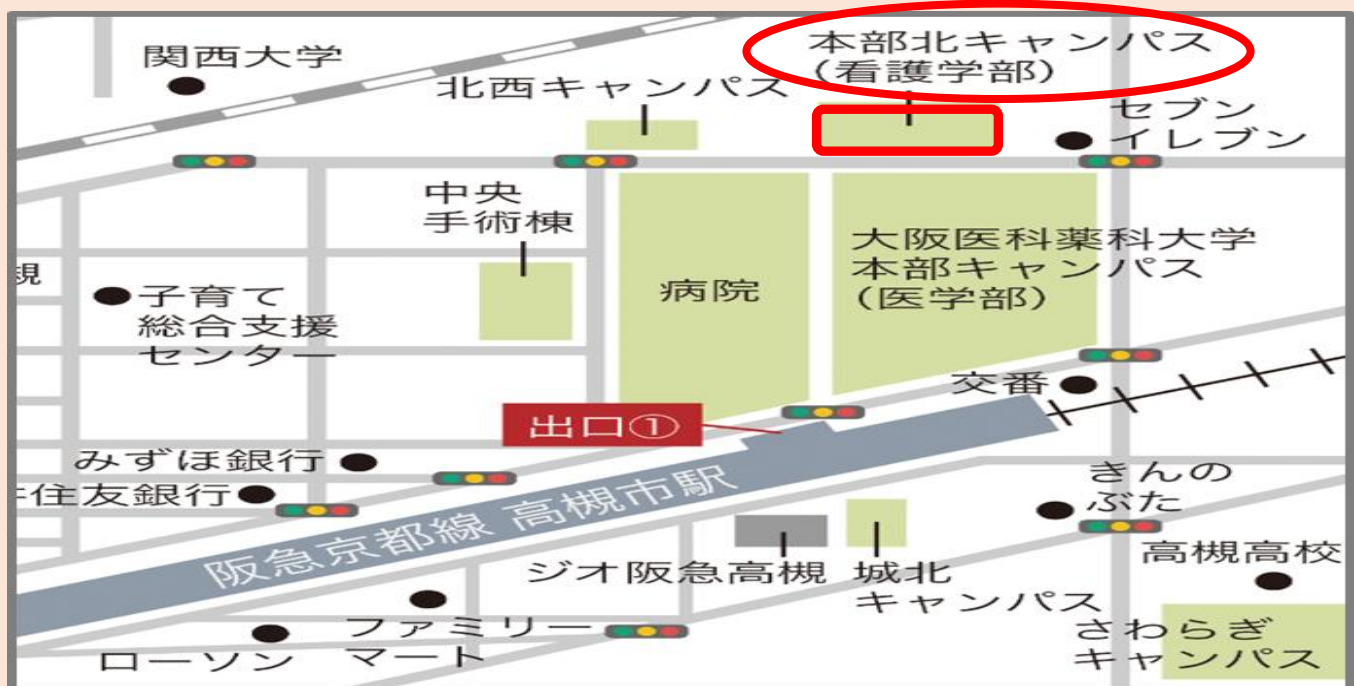 関西大学
本部北キャンパス
(看護学部)
北西キャンパス
セブン
イレブン
中央
手術棟
大阪医科薬科大学
本部キャンパス
(医学部)
病院
槻
子育て
総合支援
センター
交番
出口①
みずほ銀行
住友銀行
阪急京都線 高槻市駅
きんの
ぶた
ジオ阪急高槻
城北
キャンパス
高槻高校
ファミリー
マート
ローソン
さわらぎ
キャンパス